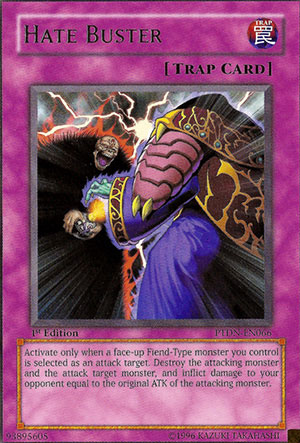 HATE BUSTER
TRAP
罠
[TRAP CARD]
1st Edition
PTDN-EN066
Activate only when a face-up Fiend-Type monster you control
is selected as an attack target. Destroy the attacking monster
and the attack target monster, and inflict damage to your
opponent equal to the original ATK of the attacking monster.
93895605
©1996 KAZUKI TAKAHASHI